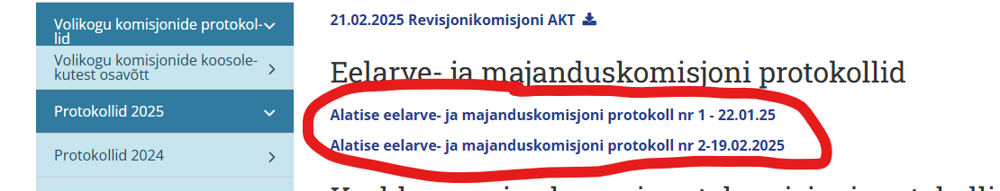 Volikogu komisjonide protokol-
lid
Volikogu komisjonide koosole-
kutest osavõtt
Protokollid 2025
Protokollid 2024
21.02.2025 Revisjonikomisjoni AKT
Eelarve- ja majanduskomisjoni protokollid
Alatise eelarve- ja majanduskomisjoni protokoll nr 1 - 22.01.25
Alatise eelarve- ja majanduskomisjoni protokoll nr 2-19.02.2025